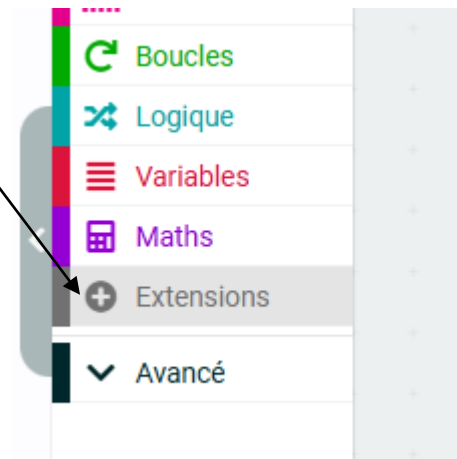 Boucles
Logique
Variables
Maths
Extensions
Avancé